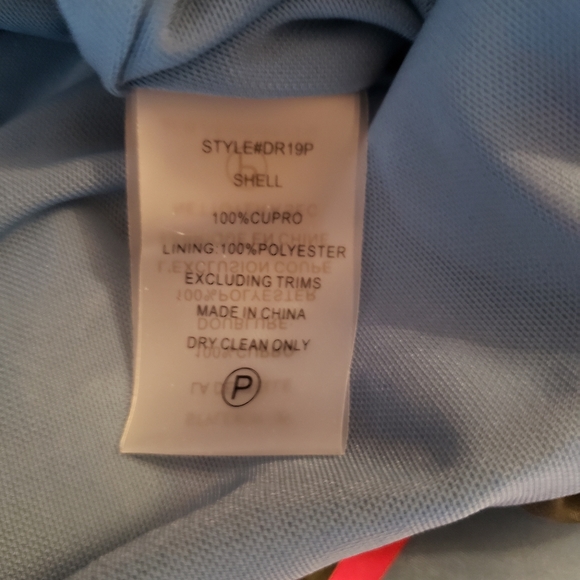 STYLE#DR19P
SHELL
100%CUPRO
LINING:100%POLYESTER
EXCLUDING TRIMS
MADE IN CHINA
DRY CLEAN ONLY
P